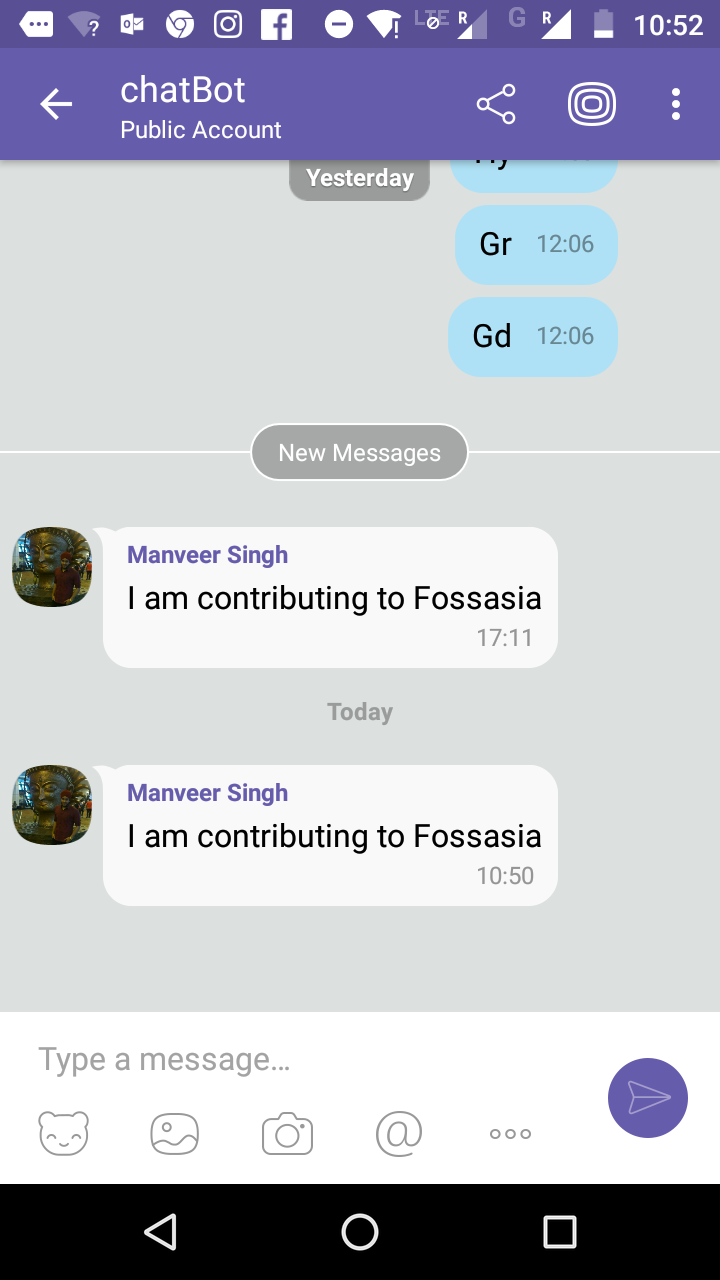 LTE R G R 10:52
chatBot
Public Account
Yesterday
Gr 12:06
Gd 12:06
New Messages
Manveer Singh
I am contributing to Fossasia
17:11
Today
Manveer Singh
I am contributing to Fossasia
10:50
Type a message…